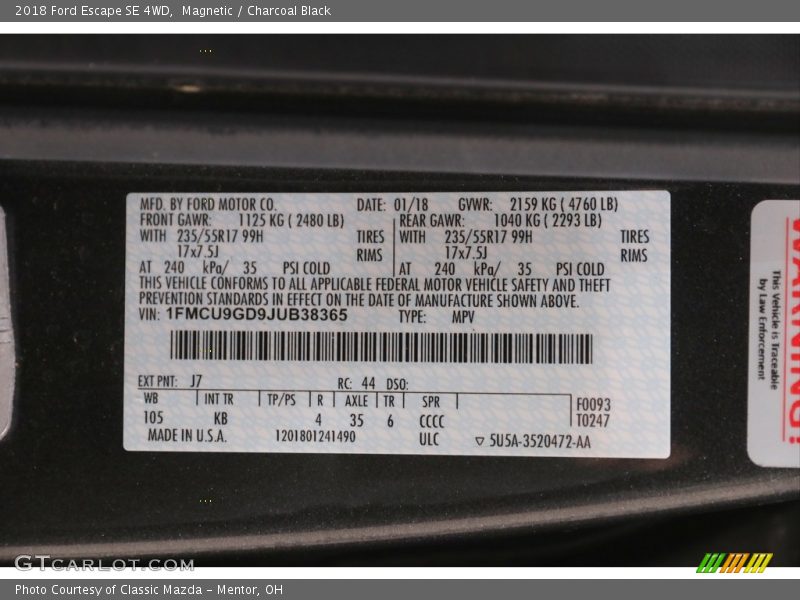 2018 Ford Escape SE 4WD, Magnetic / Charcoal Black
MFD. BY FORD MOTOR CO. DATE: 01/18 GVWR: 2159 KG ( 4760 LB)
FRONT GAWR: 1125 KG ( 2480 LB) REAR GAWR: 1040 KG ( 2293 LB)
WITH 235/55R17 99H TIRES WITH 235/55R17 99H TIRES
17x7.5J RIMS 17x7.5J RIMS
AT 240 kPa/ 35 PSI COLD AT 240 kPa/ 35 PSI COLD
THIS VEHICLE CONFORMS TO ALL APPLICABLE FEDERAL MOTOR VEHICLE SAFETY AND THEFT
PREVENTION STANDARDS IN EFFECT ON THE DATE OF MANUFACTURE SHOWN ABOVE.
VIN: 1FMCU9GD9JUB38365 TYPE: MPV
EXT PNT: J7 RC: 44 DSO:
WB INT TR TP/PS R AXLE TR SPR F0093
105 KB 4 35 6 CCCC T0247
MADE IN U.S.A. 1201801241490 ULC 5U5A-3520472-AA
WARNING!
This Vehicle is Traceable
by Law Enforcement
GTCARLOT.COM
Photo Courtesy of Classic Mazda - Mentor, OH